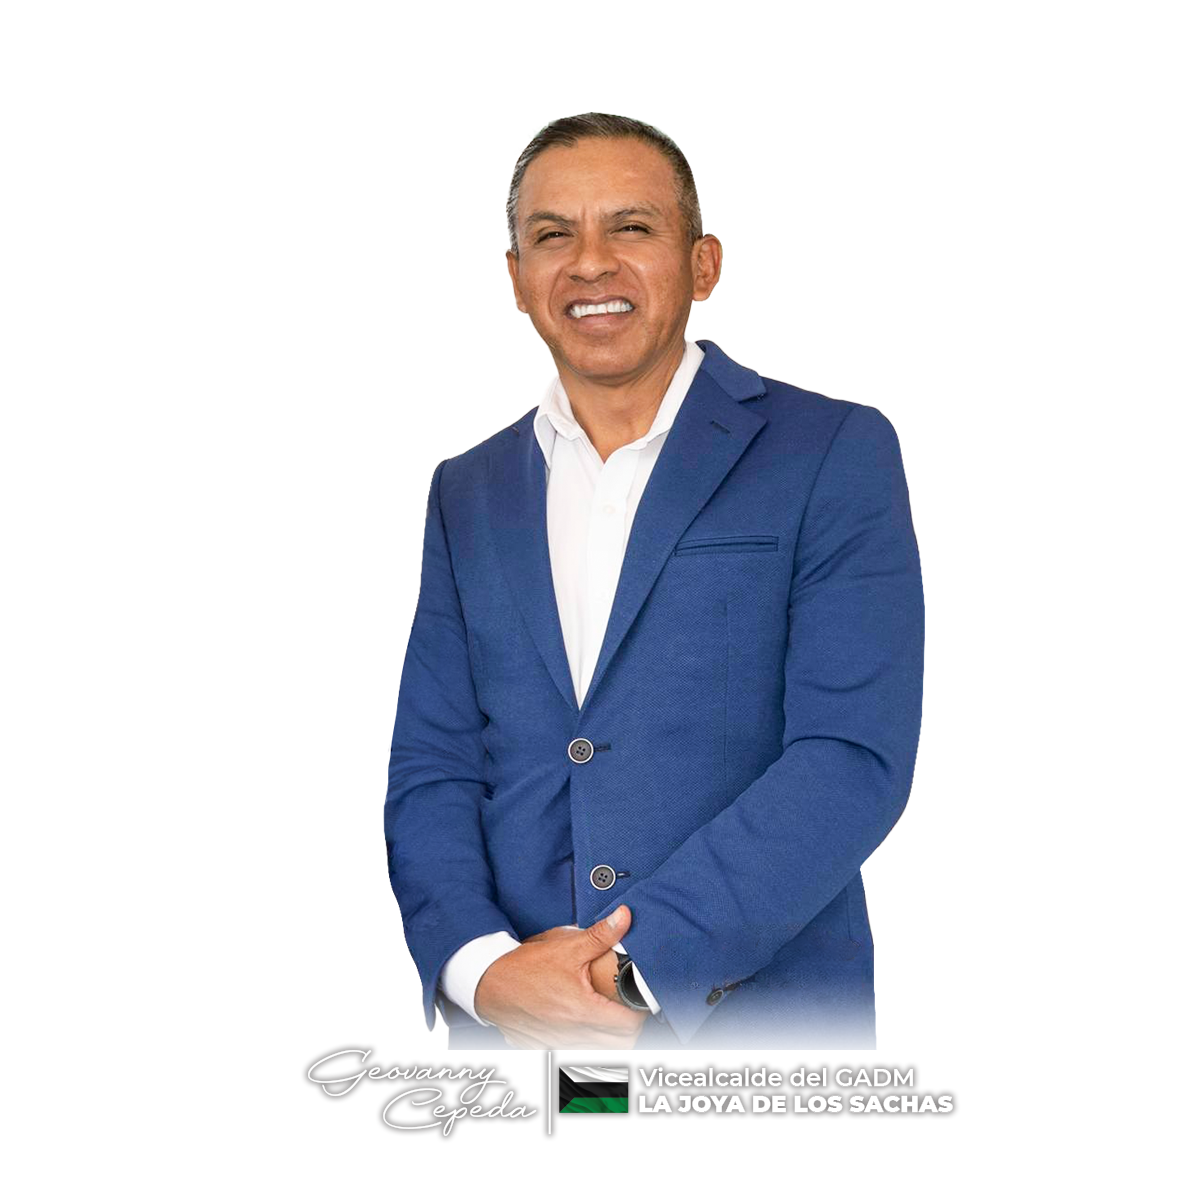 Geovanny
Cepeda
Vicealcalde del GADM
LA JOYA DE LOS SACHAS